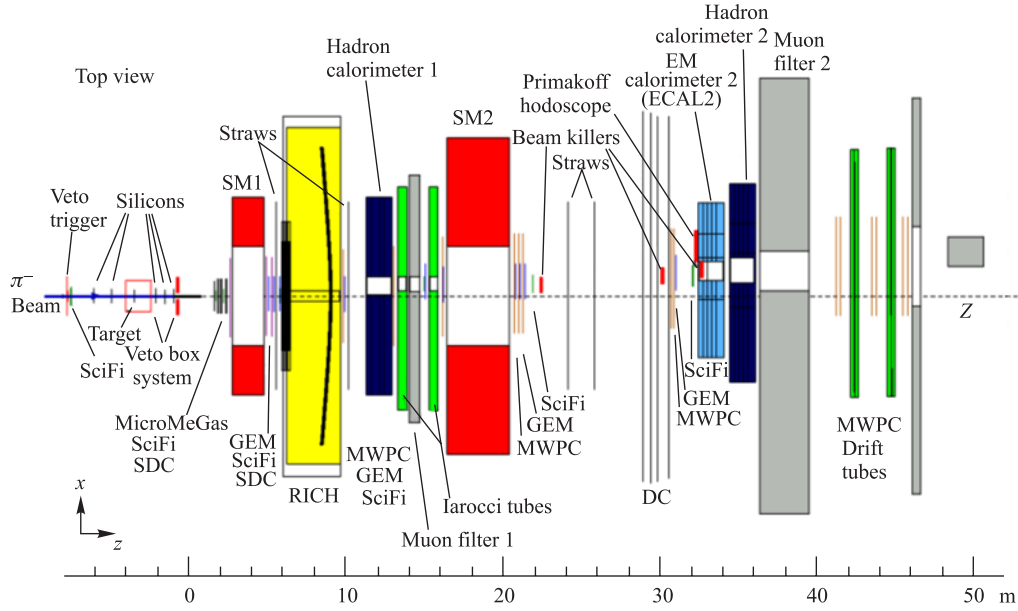 Top view
Hadron
calorimeter 1
Hadron
calorimeter 2
Muon
filter 2
EM
calorimeter 2
(ECAL2)
Primakoff
hodoscope
Beam killers
Straws
SM2
Straws
SM1
Veto
trigger
Silicons
π−
Beam
Z
Target
Veto box
system
SciFi
MicroMeGas
SciFi
SDC
GEM
SciFi
SDC
RICH
MWPC
GEM
SciFi
Iarocci tubes
Muon filter 1
SciFi
GEM
MWPC
DC
SciFi
GEM
MWPC
MWPC
Drift
tubes
x
z
0 10 20 30 40 50 m